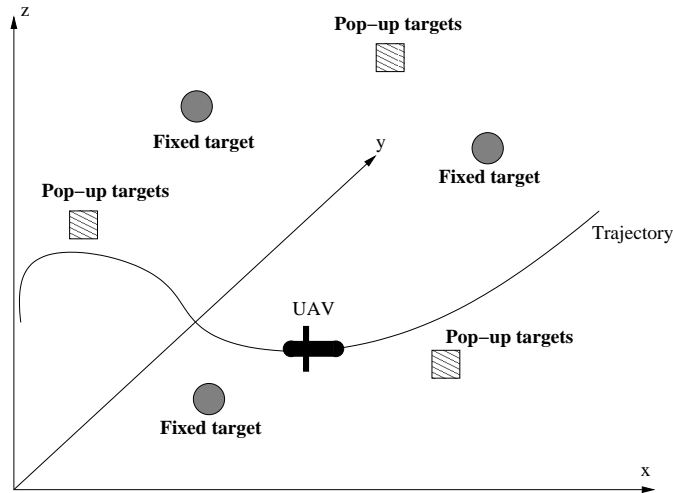 z
Pop-up targets
Fixed target
y
Fixed target
Pop-up targets
Trajectory
UAV
Pop-up targets
Fixed target
x